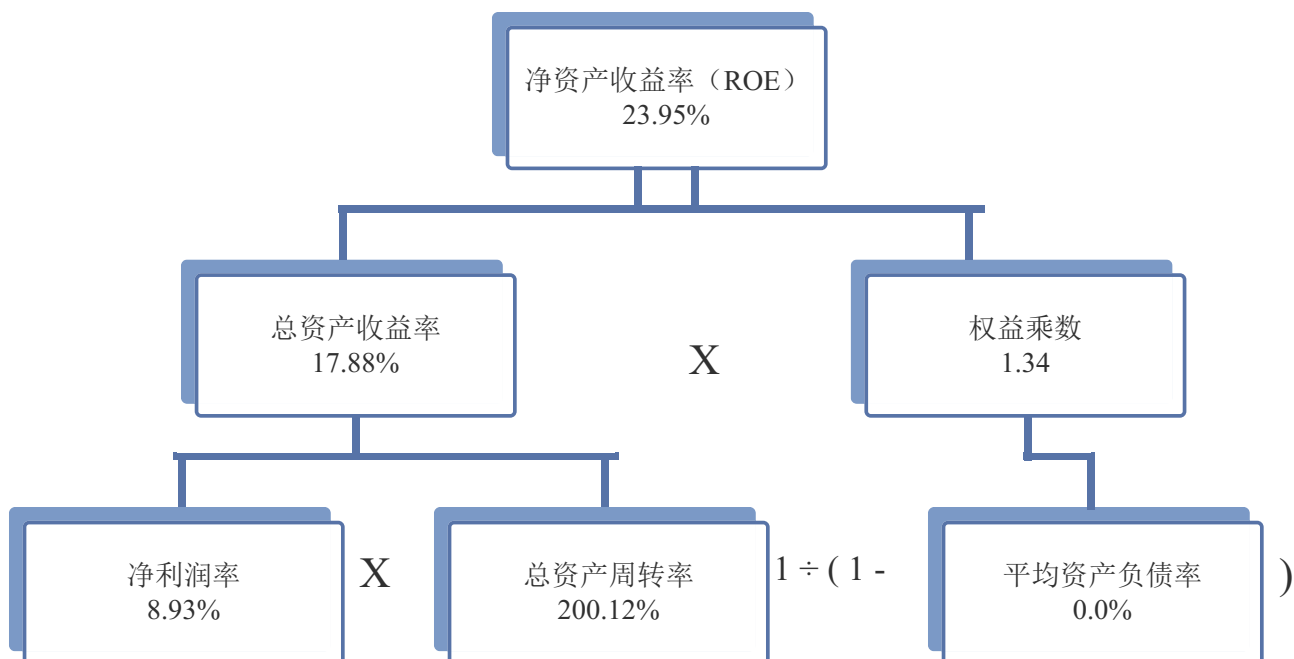 净资产收益率（ROE）
23.95%
总资产收益率
17.88%
X
权益乘数
1.34
净利润率
8.93%
X
总资产周转率
200.12%
1 ÷ ( 1 -
平均资产负债率
0.0%
)